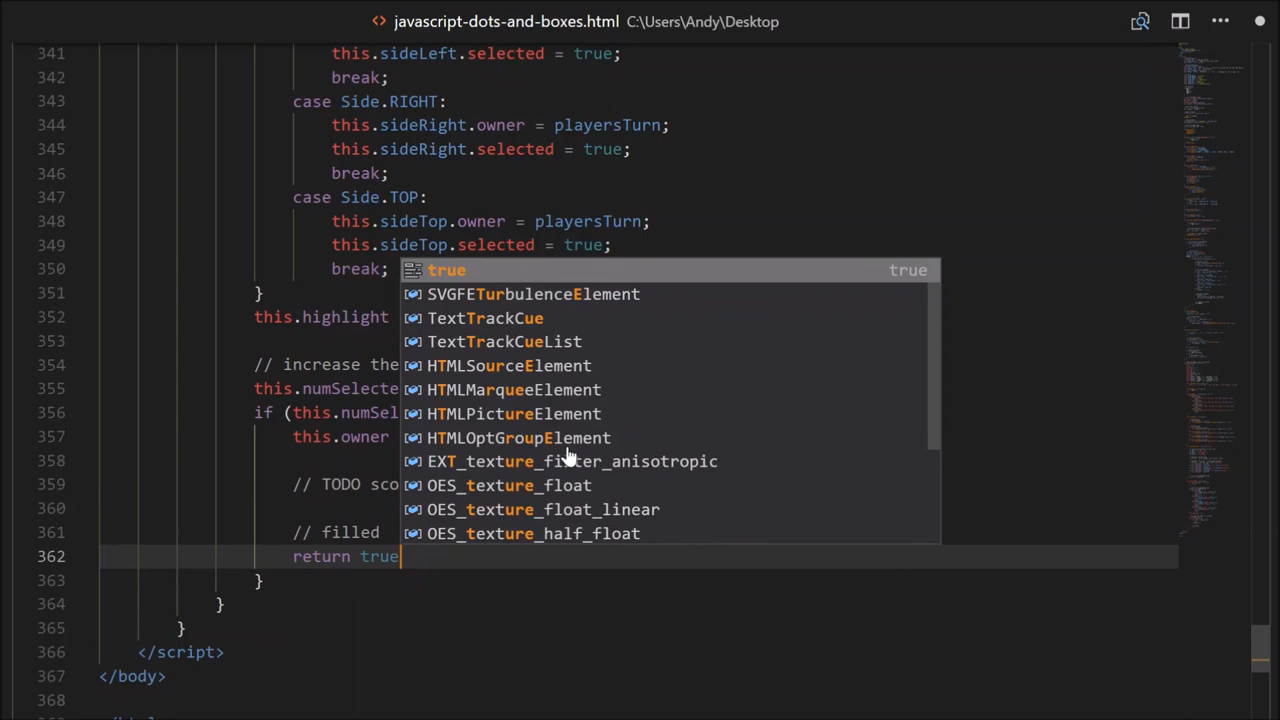 javascript-dots-and-boxes.html C:\Users\Andy\Desktop
341 this.sideLeft.selected = true;
342 break;
343 case Side.RIGHT:
344 this.sideRight.owner = playersTurn;
345 this.sideRight.selected = true;
346 break;
347 case Side.TOP:
348 this.sideTop.owner = playersTurn;
349 this.sideTop.selected = true;
350 break;
true true
351 }
SVGFETurbulenceElement
352 this.highlight
TextTrackCue
353
TextTrackCueList
354 // increase the
HTMLSourceElement
355 this.numSelecte
HTMLMarqueeElement
356 if (this.numSel
HTMLPictureElement
357 this.owner
HTMLOptGroupElement
358
EXT_texture_filter_anisotropic
359 // TODO sco
OES_texture_float
360
OES_texture_float_linear
361 // filled
OES_texture_half_float
362 return true
363 }
364 }
365 }
366 </script>
367 </body>
368